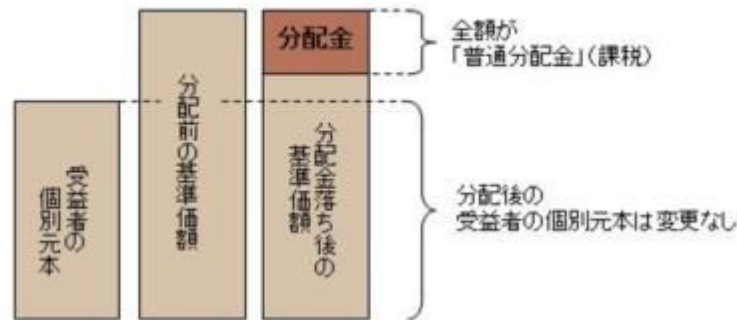 分配金
全額が
「普通分配金」(課税)
受益者の
個別元本
分配前の基準価額
分配金落ち後の
基準価額
分配後の
受益者の個別元本は変更なし